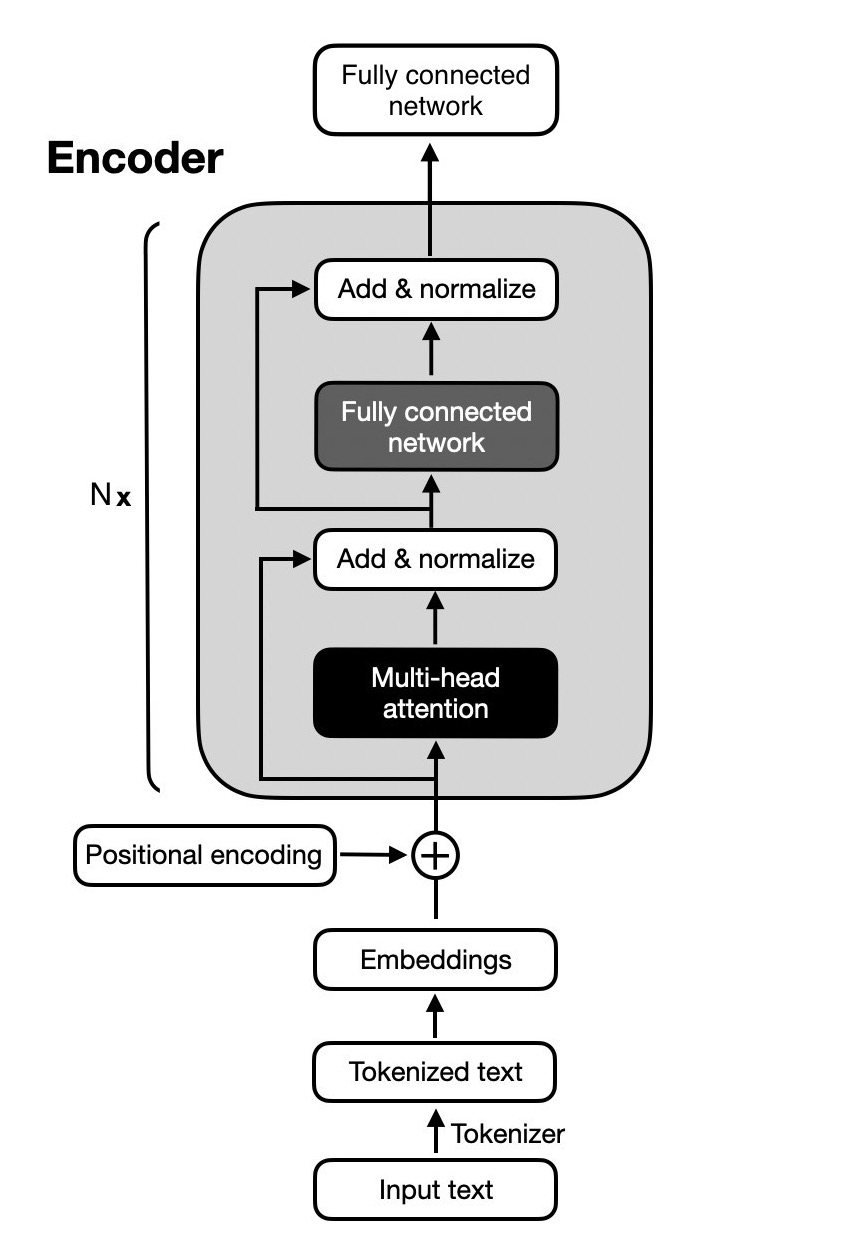 Fully connected
network
Encoder
Add & normalize
Fully connected
network
N x
Add & normalize
Multi-head
attention
Positional encoding
+
Embeddings
Tokenized text
Tokenizer
Input text